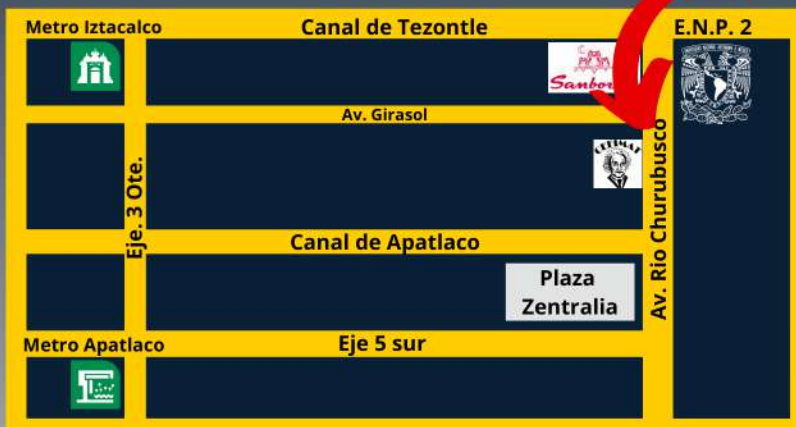 Metro Iztacalco
Canal de Tezontle
E.N.P. 2
Av. Girasol
Eje. 3 Ote.
Av. Rio Churubusco
Canal de Apatlaco
Plaza
Zentralia
Metro Apatlaco
Eje 5 sur